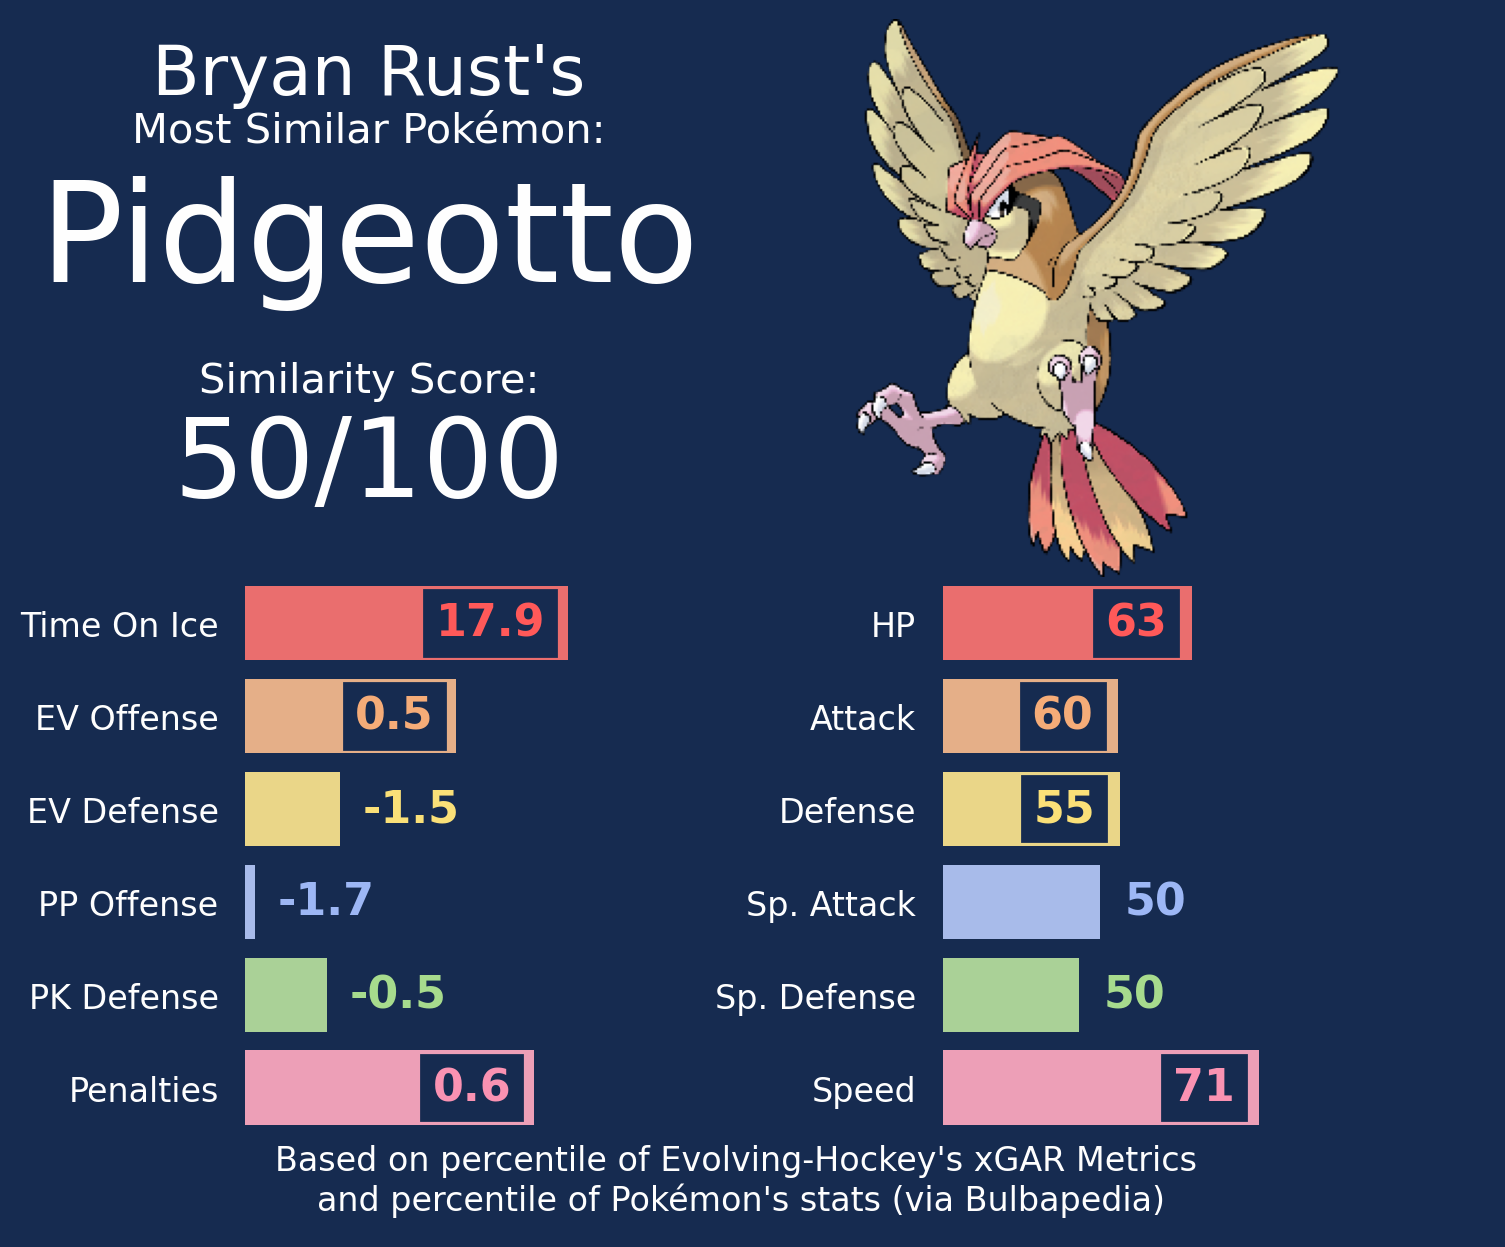 Bryan Rust's
Most Similar Pokémon:
Pidgeotto
Similarity Score:
50/100
Time On Ice 17.9
EV Offense 0.5
EV Defense -1.5
PP Offense -1.7
PK Defense -0.5
Penalties 0.6
HP 63
Attack 60
Defense 55
Sp. Attack 50
Sp. Defense 50
Speed 71
Based on percentile of Evolving-Hockey's xGAR Metrics
and percentile of Pokémon's stats (via Bulbapedia)